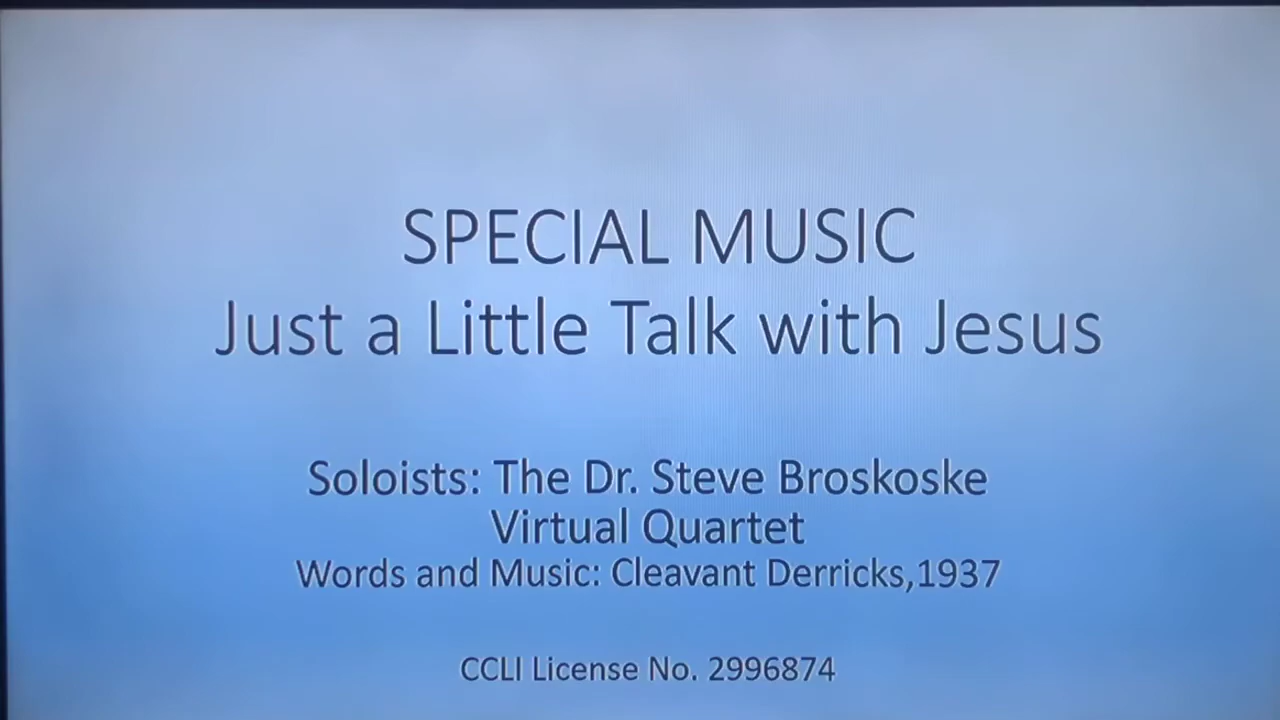 SPECIAL MUSIC
Just a Little Talk with Jesus
Soloists: The Dr. Steve Broskoske
Virtual Quartet
Words and Music: Cleavant Derricks,1937
CCLI License No. 2996874